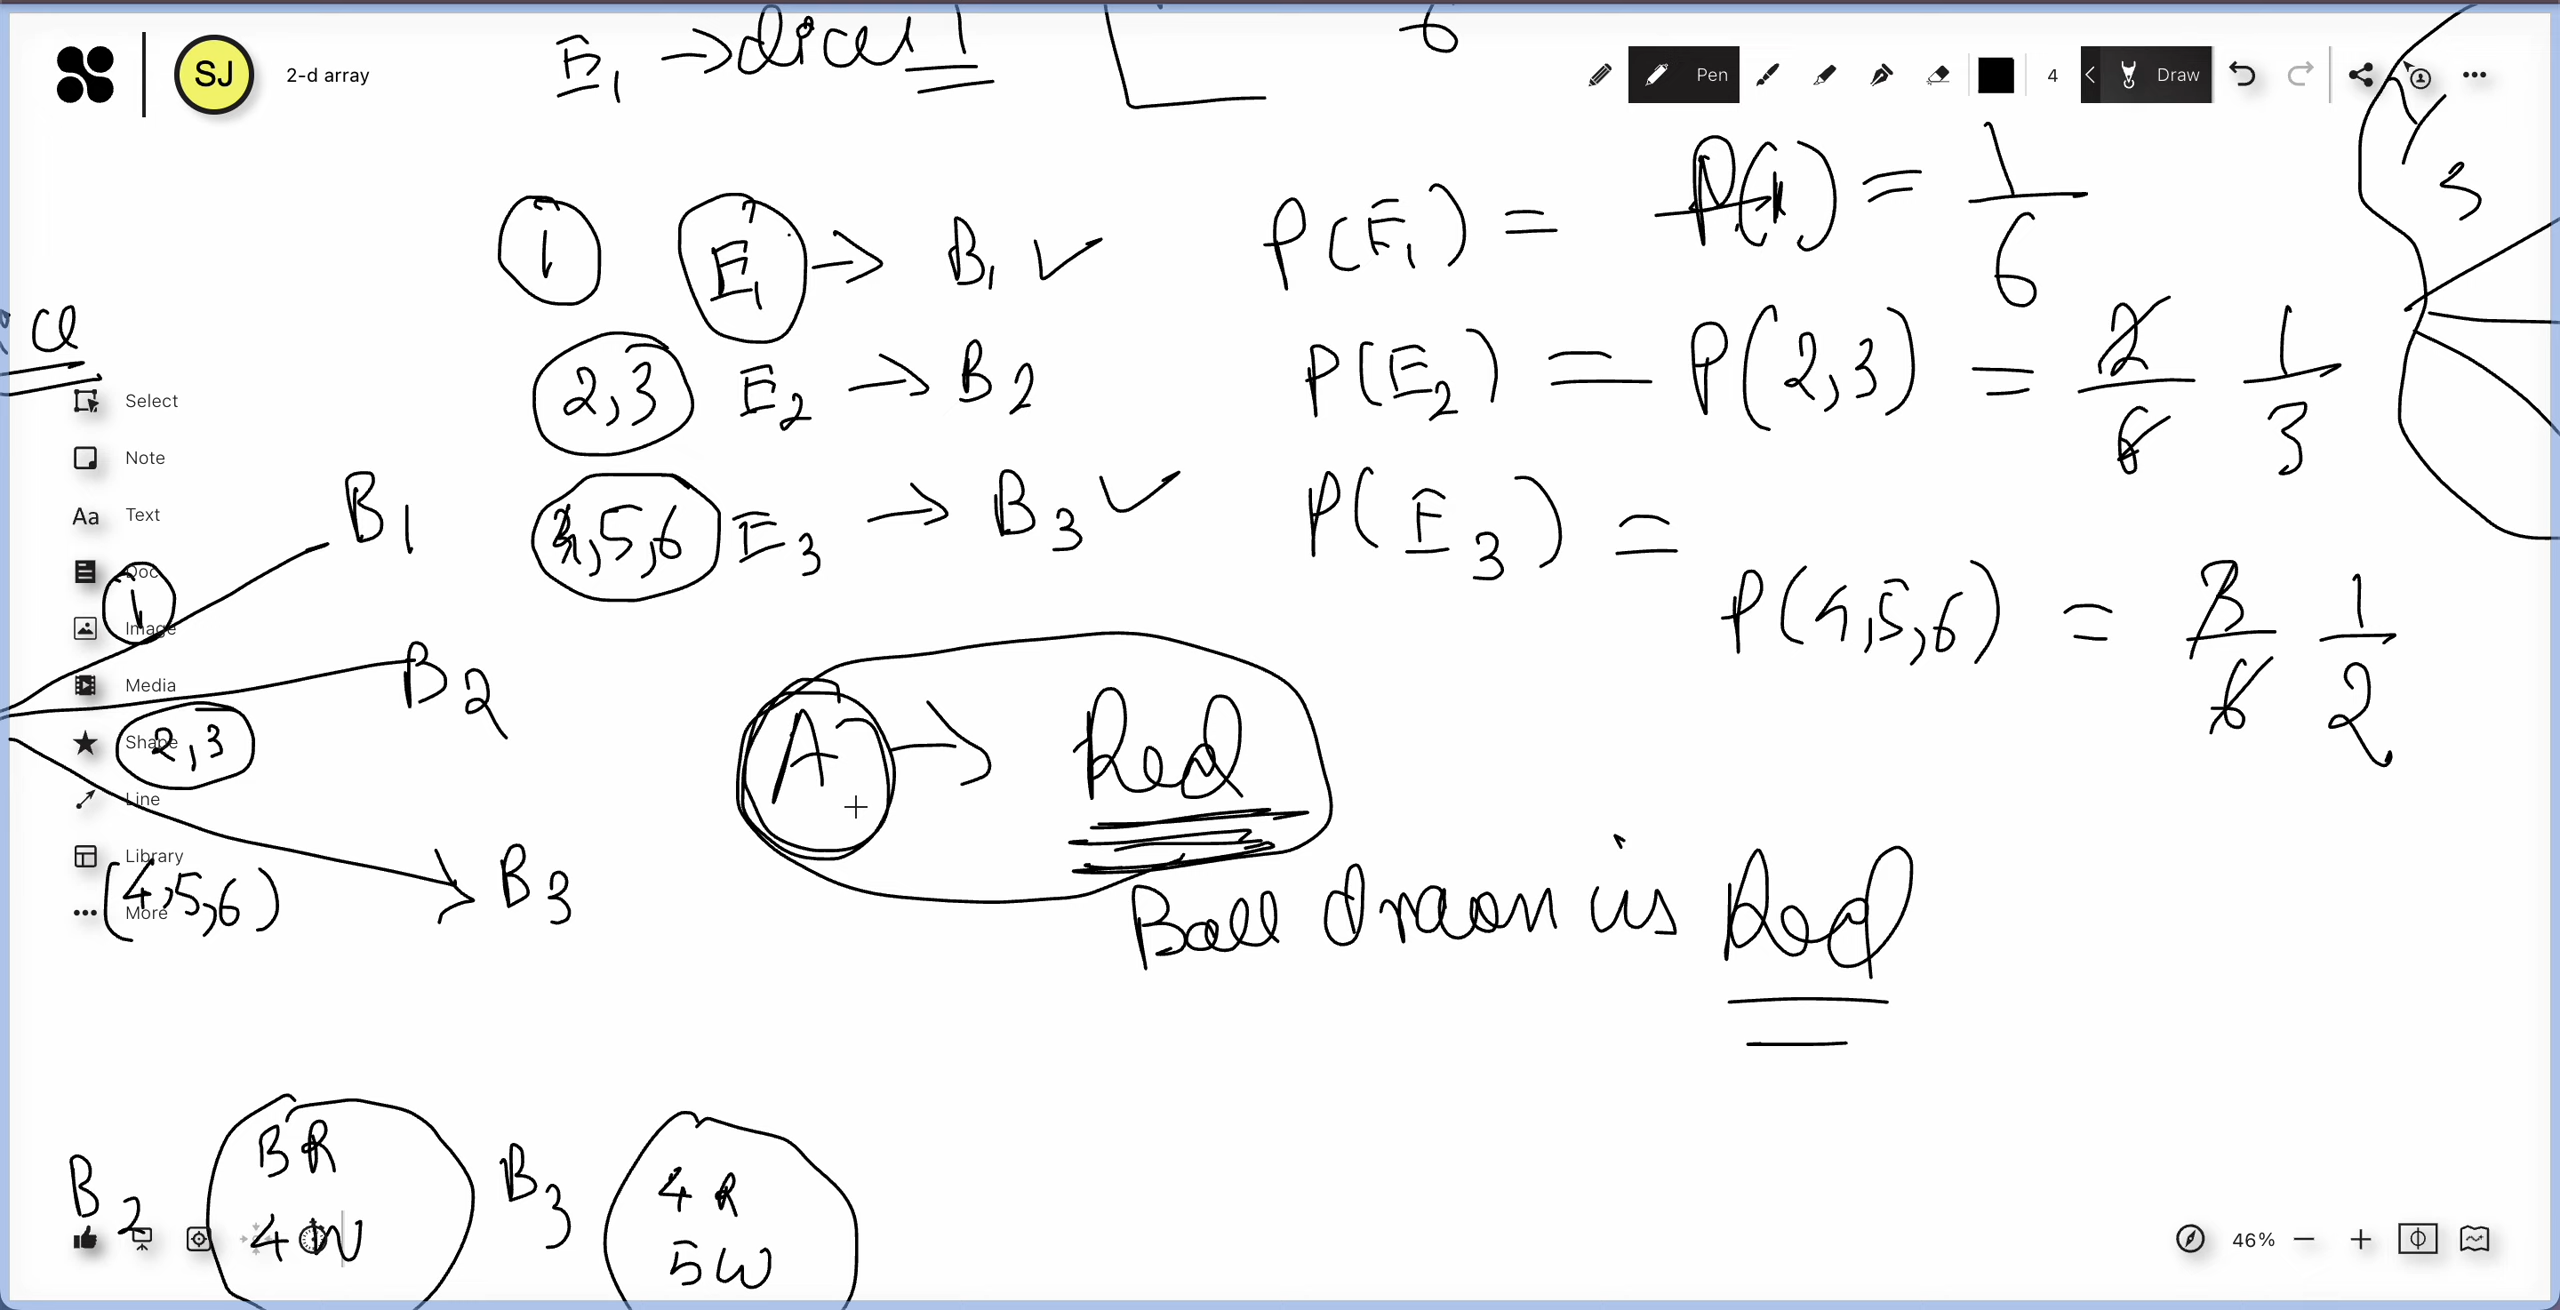 E1 → dice 1
6
SJ 2-d array
Pen 4 Draw
3
1 E1 → B1 ✓ P(E1) = P(1) = 1/6
ce
2,3 E2 → B2 P(E2) = P(2,3) = 2/6 1/3
Select
Note
Text
Doc
Image
Media
Shape
Line
Library
More
4,5,6 E3 → B3 ✓ P(E3) =
P(4,5,6) = 3/6 1/2
B1
1
B2
2,3
B3
(4,5,6)
A → Red
Ball drawn is Red
B2 3R
4W
B3 4R
5W
46%